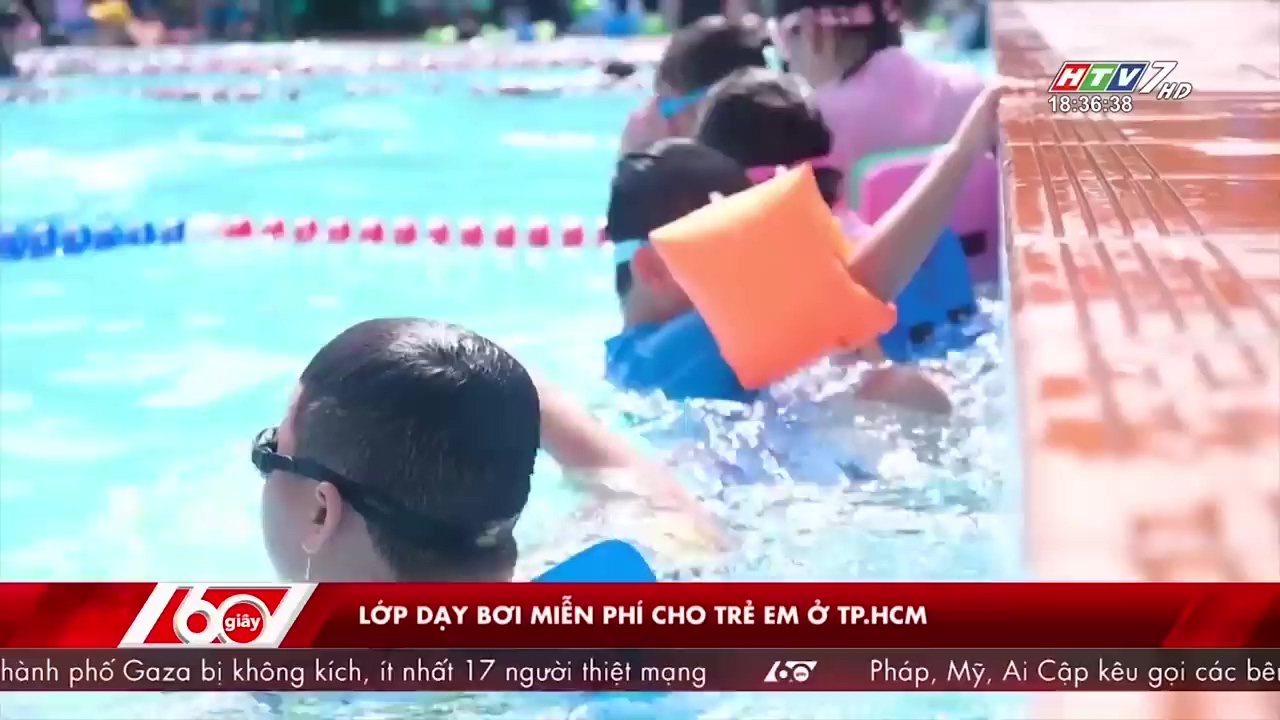 HTV7 HD
18:36:38
60 giây
LỚP DẠY BƠI MIỄN PHÍ CHO TRẺ EM Ở TP.HCM
hành phố Gaza bị không kích, ít nhất 17 người thiệt mạng 60 Pháp, Mỹ, Ai Cập kêu gọi các bên